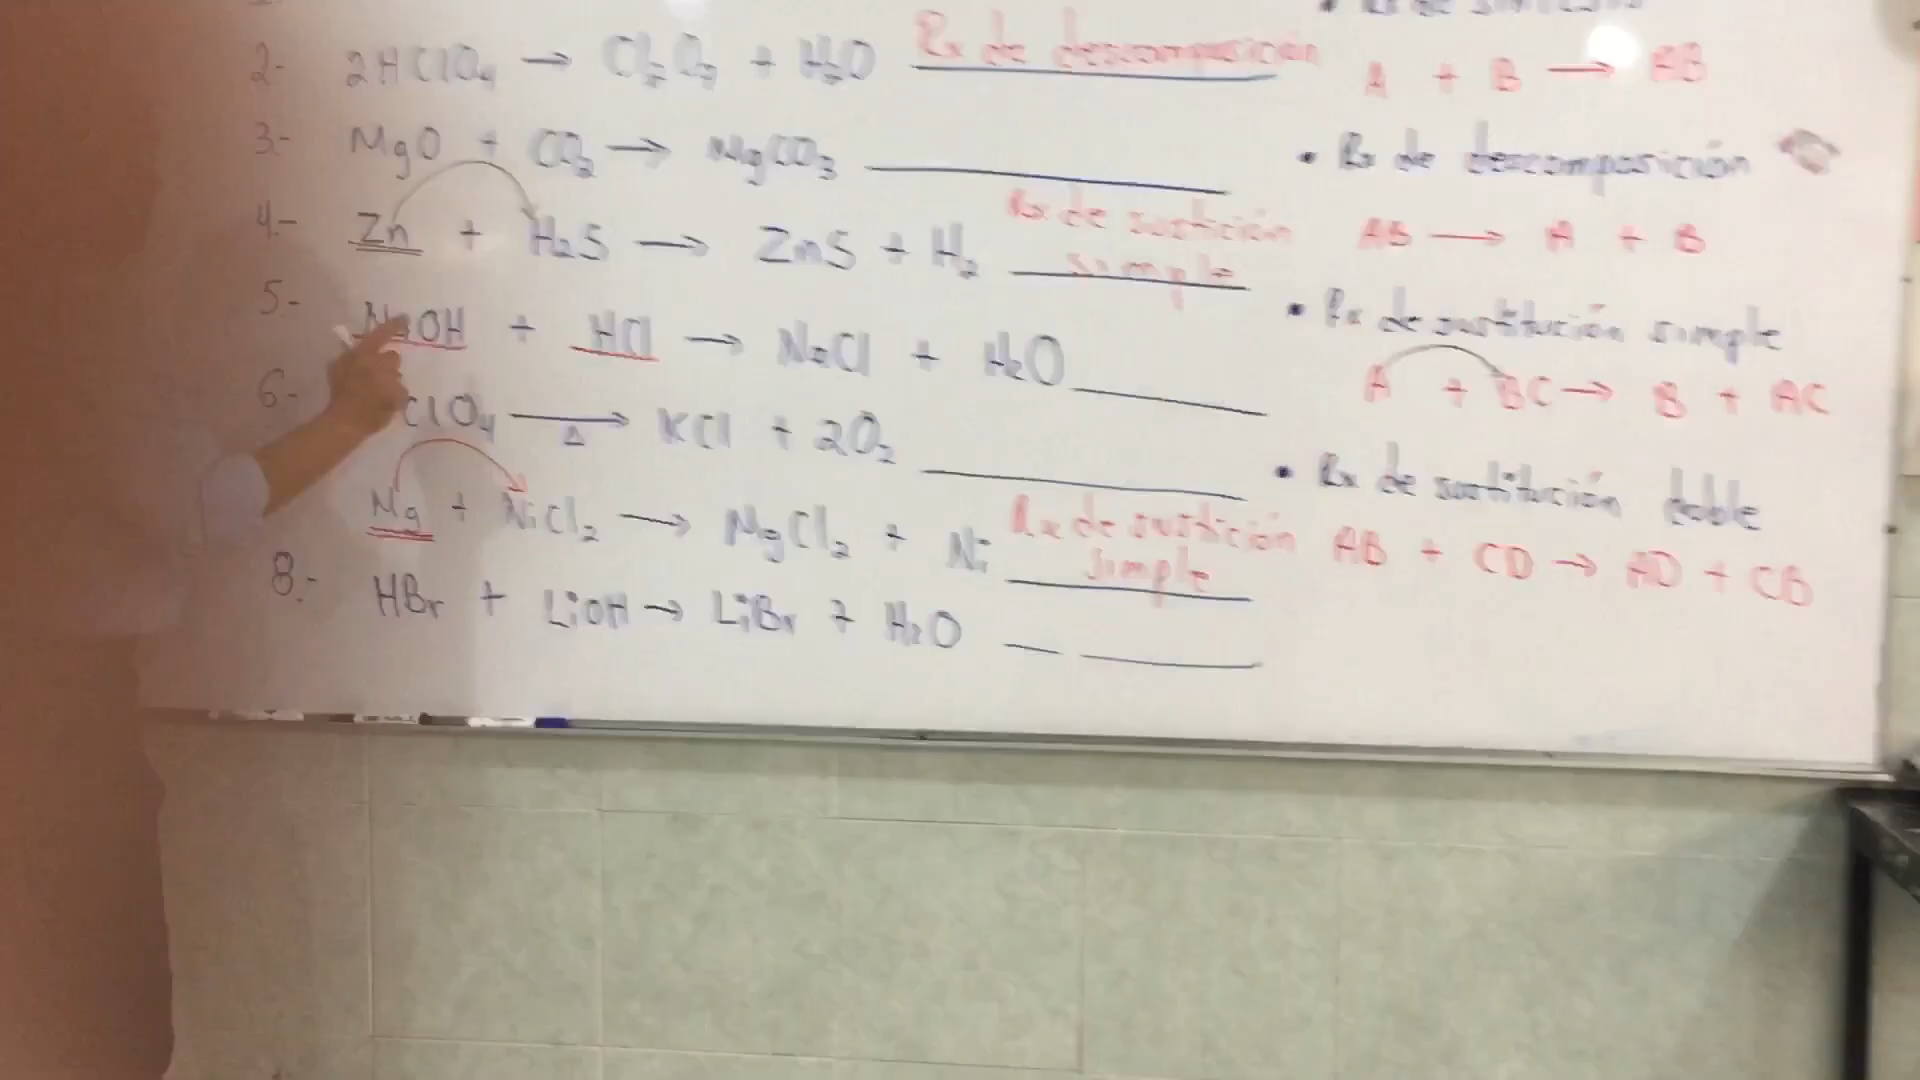 2.- 2HClO4 → Cl2O7 + H2O Rx de descomposición
3.- MgO + CO2 → MgCO3
4.- Zn + H2S → ZnS + H2 Rx de sustición simple
5.- NaOH + HCl → NaCl + H2O
6.- ClO4 →Δ KCl + 2O2
Mg + NiCl2 → MgCl2 + Ni Rx de sustición simple
8.- HBr + LiOH → LiBr + H2O
A + B → AB
• Rx de descomposición
AB → A + B
• Rx de sustitución simple
A + BC → B + AC
• Rx de sustitución doble
AB + CD → AD + CB